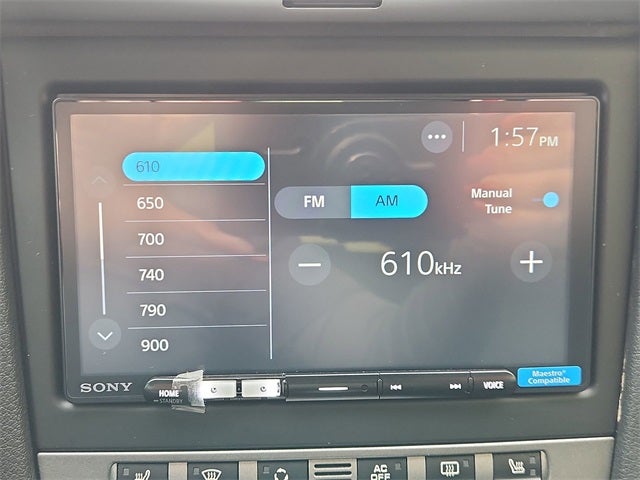 1:57PM
610
650
700
740
790
900
FM AM
Manual
Tune
610kHz
SONY
HOME
STANDBY
VOICE
Maestro™
Compatible
AC
OFF